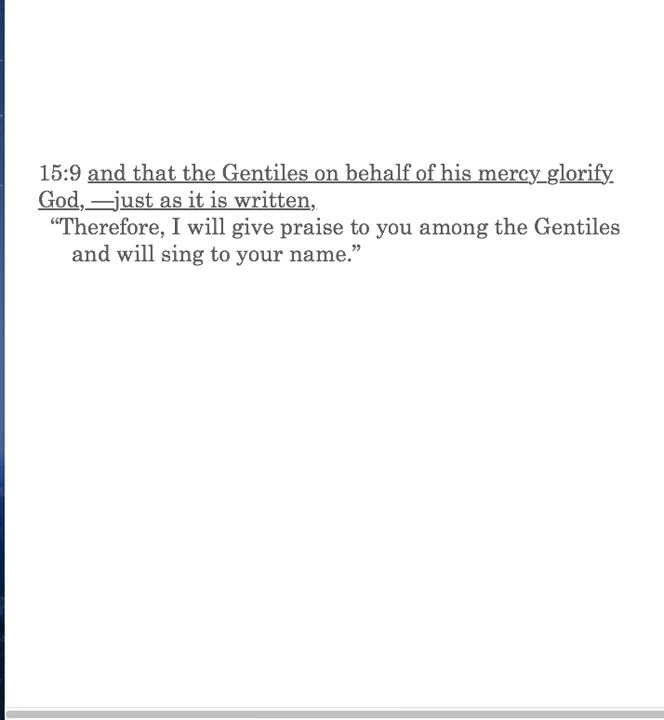 15:9 and that the Gentiles on behalf of his mercy glorify
God, —just as it is written,
“Therefore, I will give praise to you among the Gentiles
and will sing to your name.”